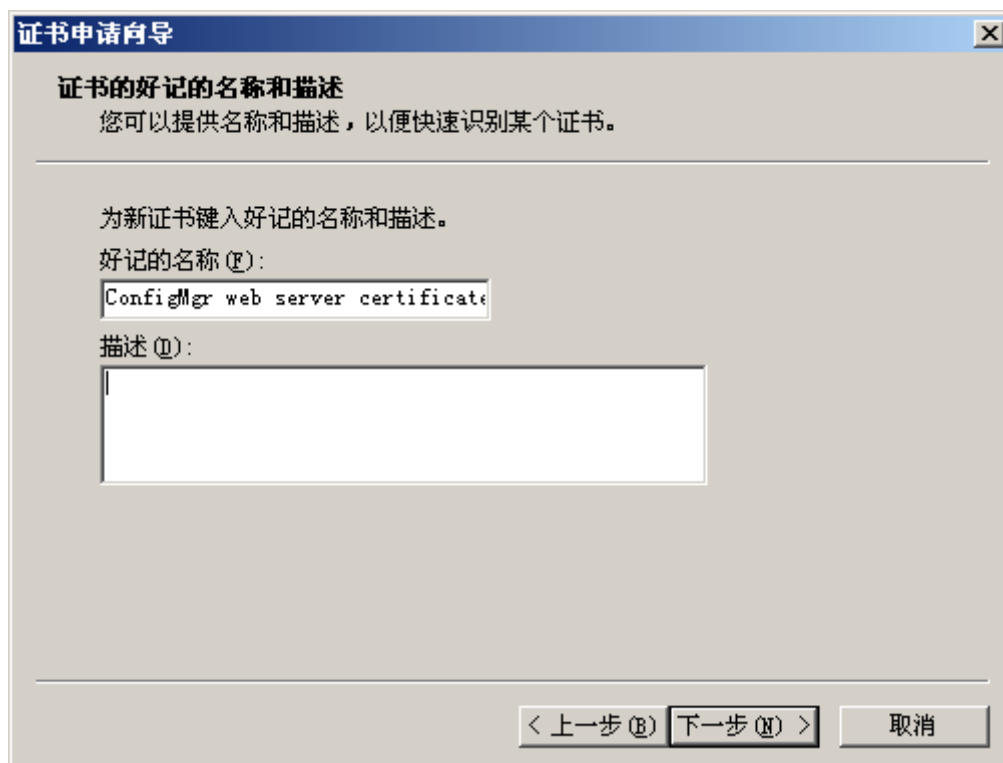 证书申请向导
证书的好记的名称和描述
您可以提供名称和描述，以便快速识别某个证书。
为新证书键入好记的名称和描述。
好记的名称(F):
ConfigMgr web server certificate
描述(D):
< 上一步(B)
下一步(N) >
取消